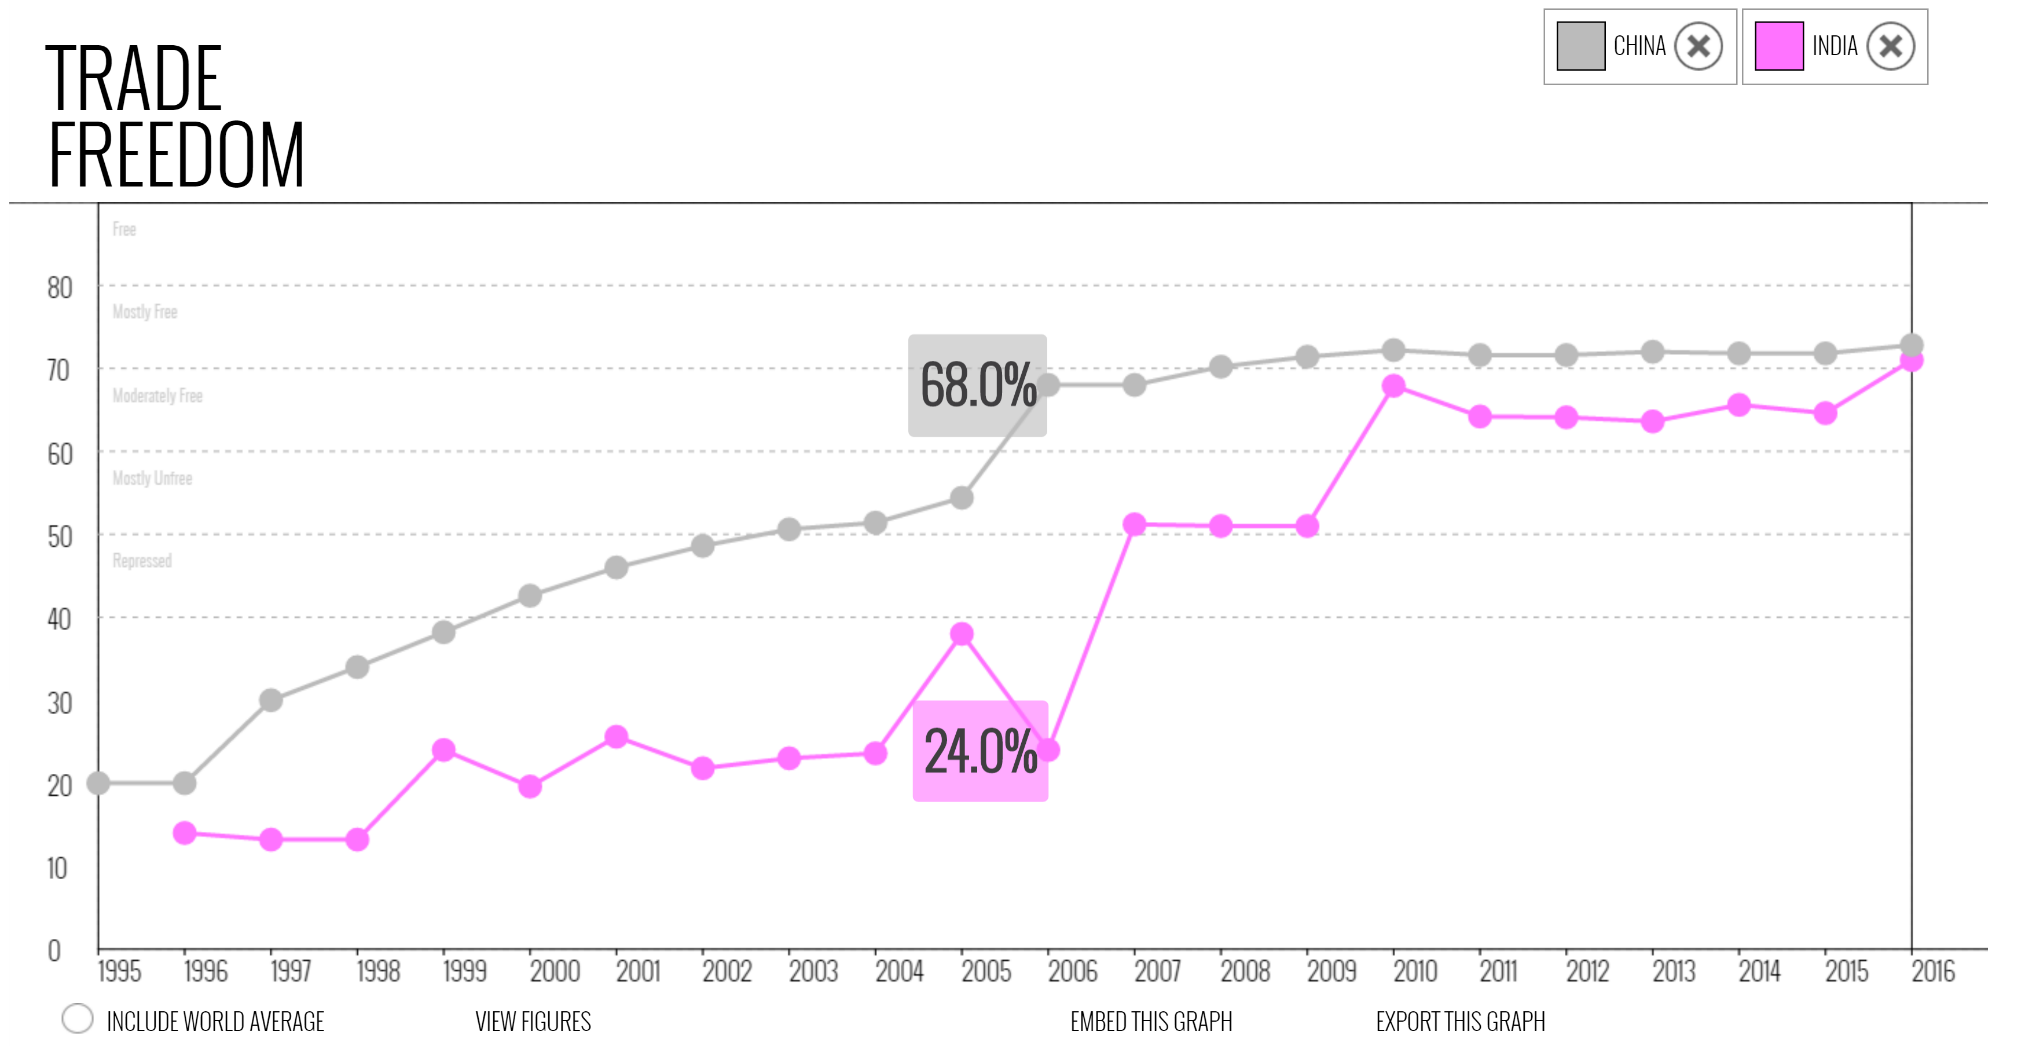 TRADE
FREEDOM
CHINA
INDIA
Free
80
Mostly Free
70
Moderately Free
60
Mostly Unfree
50
Repressed
40
30
20
10
0
68.0%
24.0%
1995 1996 1997 1998 1999 2000 2001 2002 2003 2004 2005 2006 2007 2008 2009 2010 2011 2012 2013 2014 2015 2016
INCLUDE WORLD AVERAGE VIEW FIGURES EMBED THIS GRAPH EXPORT THIS GRAPH